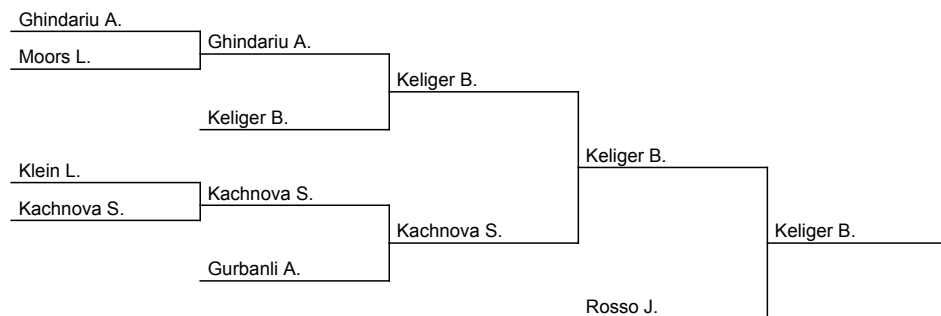 Ghindariu A.
Moors L.
Ghindariu A.
Keliger B.
Keliger B.
Klein L.
Kachnova S.
Kachnova S.
Gurbanli A.
Kachnova S.
Keliger B.
Rosso J.
Keliger B.